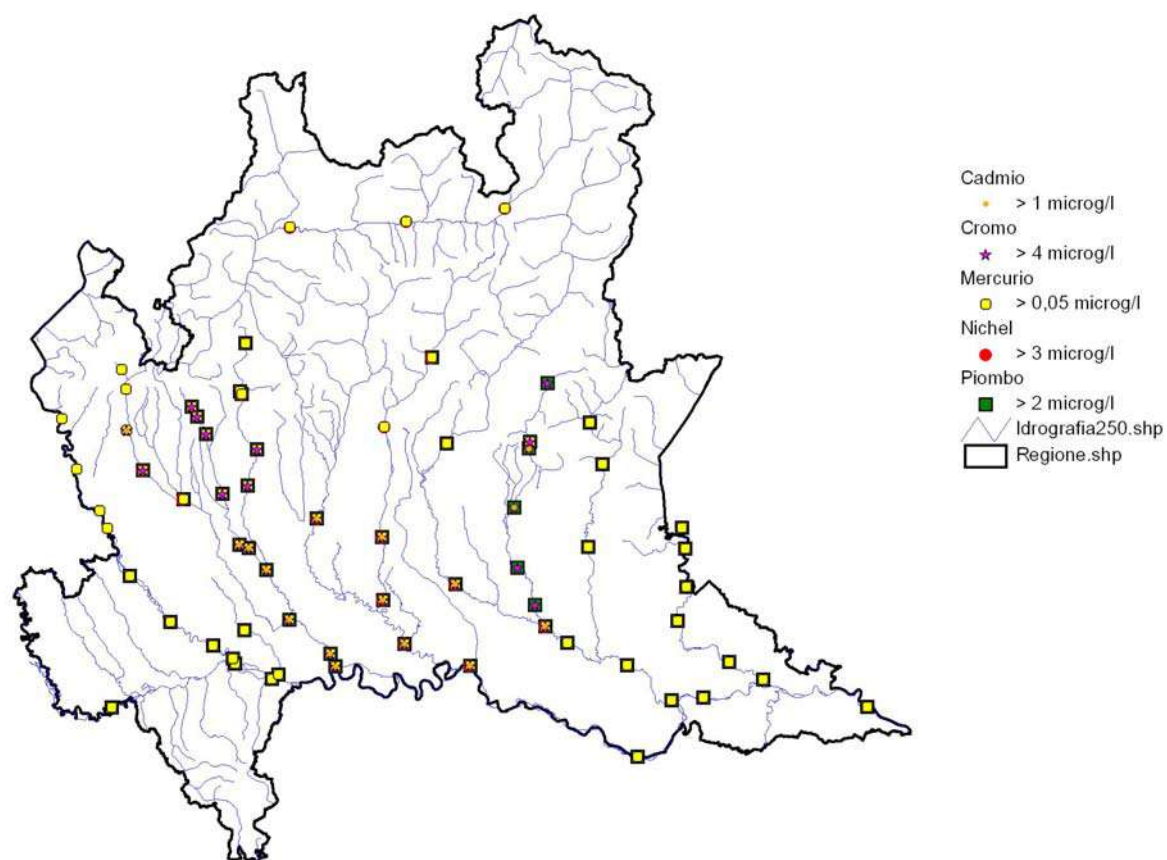 Cadmio
> 1 microg/l
Cromo
> 4 microg/l
Mercurio
> 0,05 microg/l
Nichel
> 3 microg/l
Piombo
> 2 microg/l
Idrografia250.shp
Regione.shp